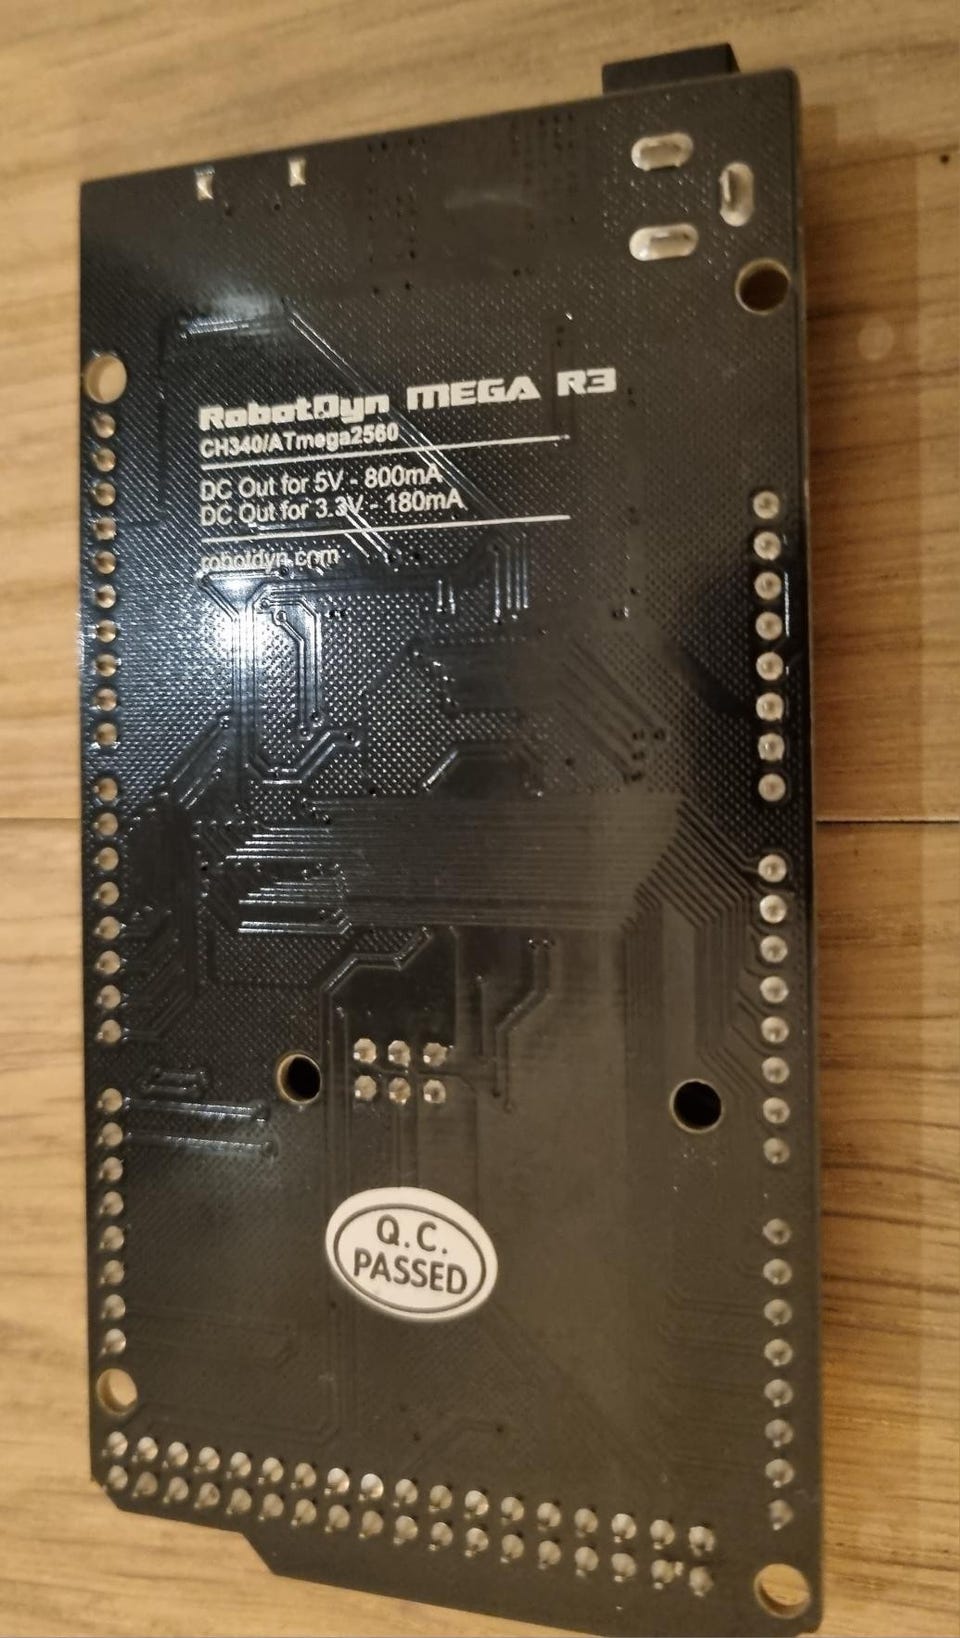 RobotDyn MEGA R3
CH340/ATmega2560
DC Out for 5V - 800mA
DC Out for 3.3V - 180mA
robotdyn.com
Q.C.
PASSED